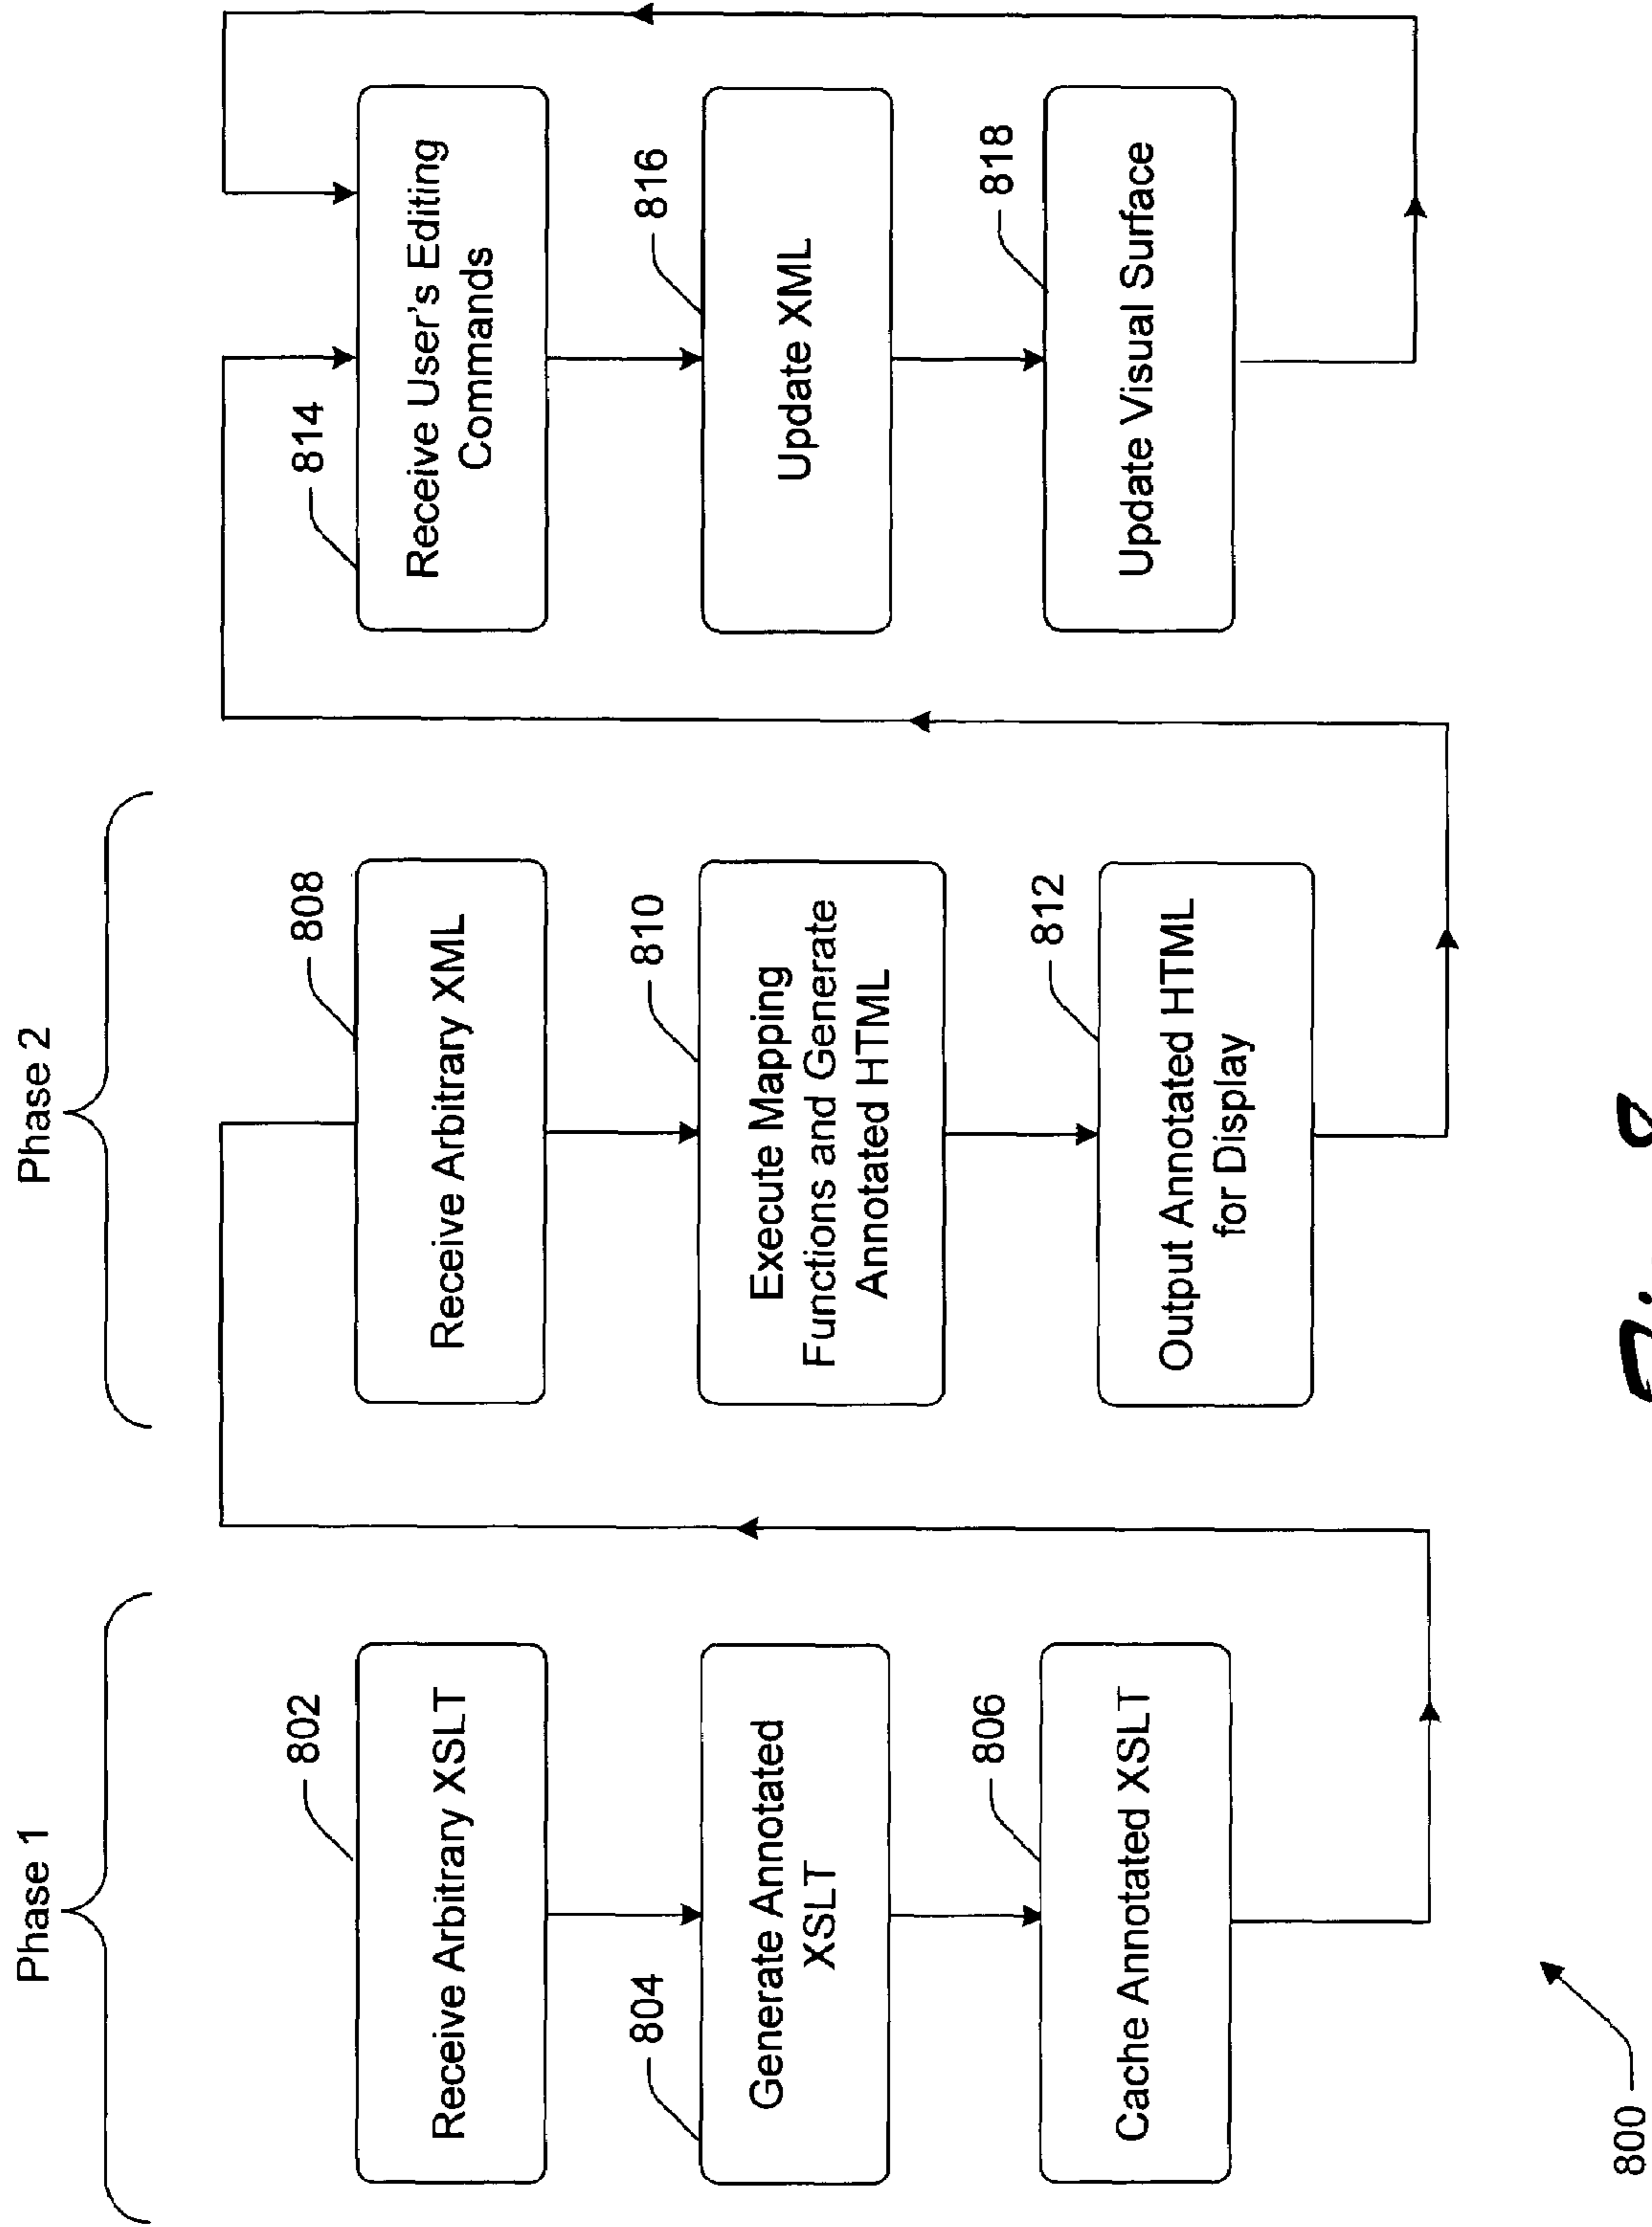 Phase 1
802
Receive Arbitrary XSLT
804
Generate Annotated
XSLT
806
Cache Annotated XSLT
Phase 2
808
Receive Arbitrary XML
810
Execute Mapping
Functions and Generate
Annotated HTML
812
Output Annotated HTML
for Display
814
Receive User's Editing
Commands
816
Update XML
818
Update Visual Surface
800